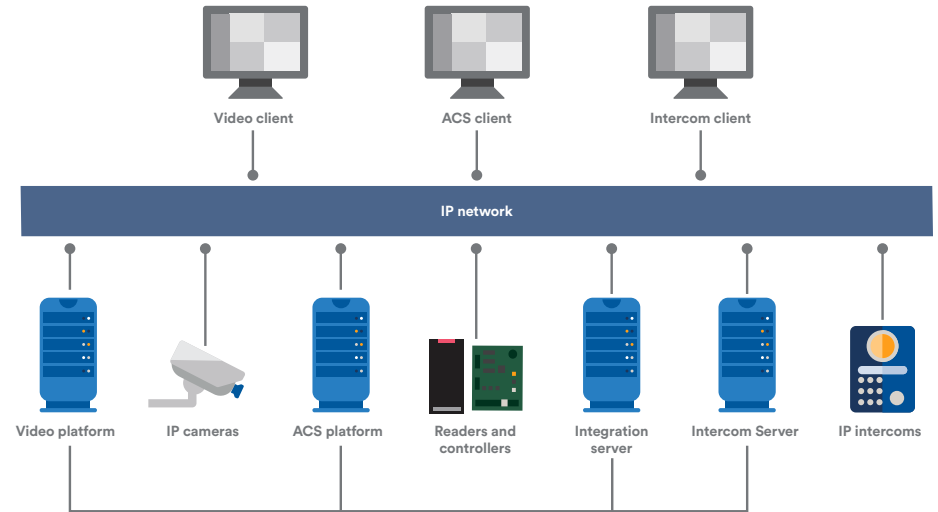 Video client
ACS client
Intercom client
IP network
Video platform
IP cameras
ACS platform
Readers and
controllers
Integration
server
Intercom Server
IP intercoms